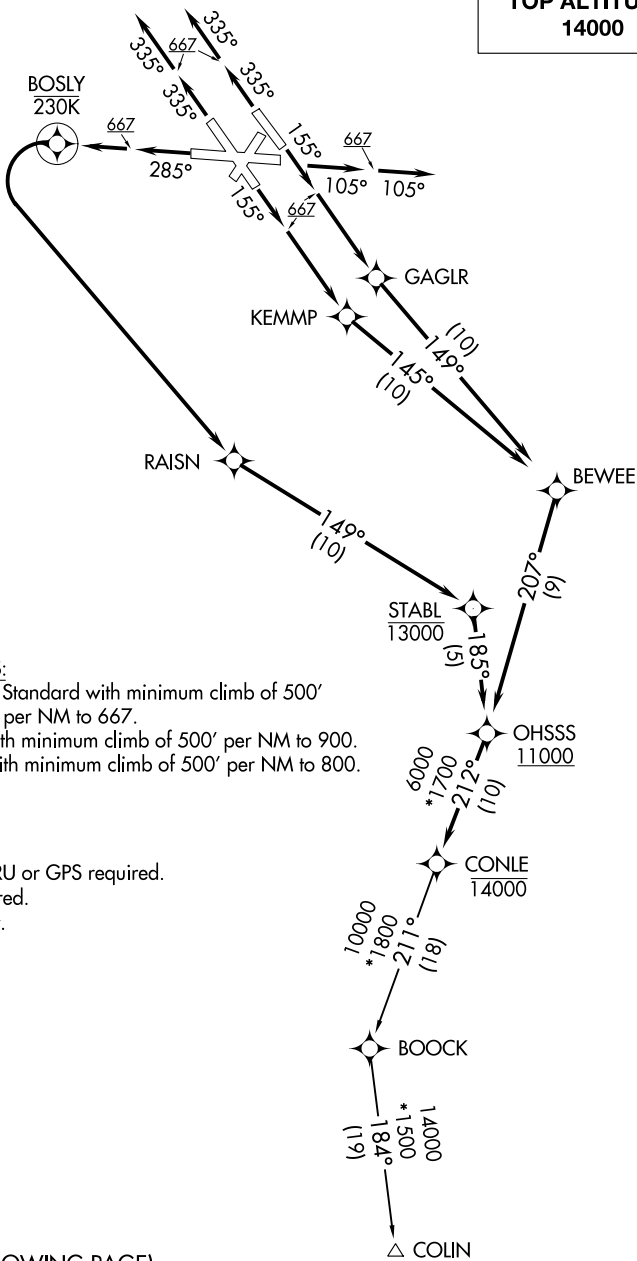 TOP ALTITU
14000
335°
335°
667
335°
335°
BOSLY
230K
667
285°
155°
667
105°
105°
155°
667
GAGLR
KEMMP
(10)
149°
145°
(10)
RAISN
BEWEE
149°
(10)
207°
(9)
STABL
13000
185°
(5)
S:
Standard with minimum climb of 500'
per NM to 667.
th minimum climb of 500' per NM to 900.
with minimum climb of 500' per NM to 800.
OHSSS
11000
6000
*1700
212°
(10)
RU or GPS required.
red.
.
CONLE
14000
10000
*1800
211°
(18)
BOOCK
14000
*1500
184°
(19)
COLIN
OWING PAGE)